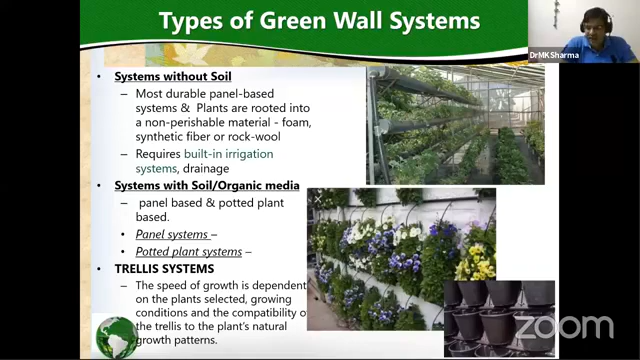 Types of Green Wall Systems
DrMK Sharma
• Systems without Soil
– Most durable panel-based
systems & Plants are rooted into
a non-perishable material - foam,
synthetic fiber or rock-wool
– Requires built-in irrigation
systems, drainage
• Systems with Soil/Organic media
– panel based & potted plant
based.
• Panel systems –
• Potted plant systems –
• TRELLIS SYSTEMS
– The speed of growth is dependent
on the plants selected, growing
conditions and the compatibility of
the trellis to the plant's natural
growth patterns.
zoom